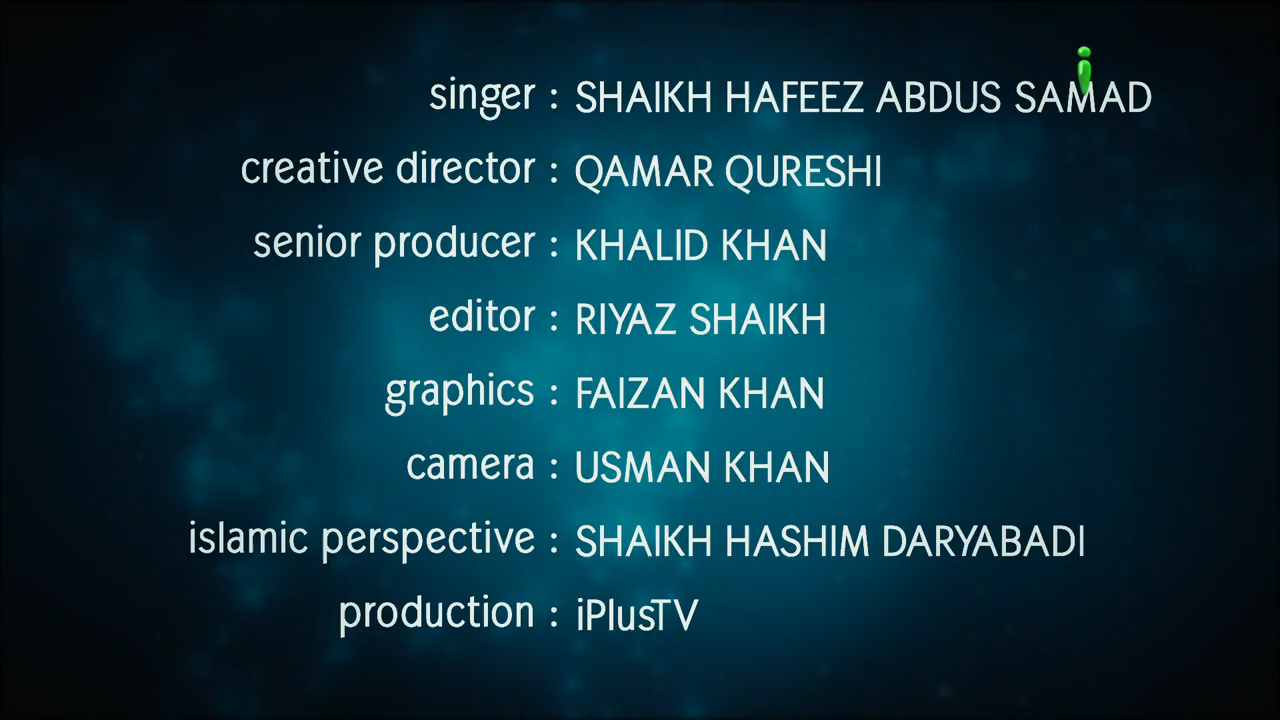 singer : SHAIKH HAFEEZ ABDUS SAMAD
creative director : QAMAR QURESHI
senior producer : KHALID KHAN
editor : RIYAZ SHAIKH
graphics : FAIZAN KHAN
camera : USMAN KHAN
islamic perspective : SHAIKH HASHIM DARYABADI
production : iPlusTV